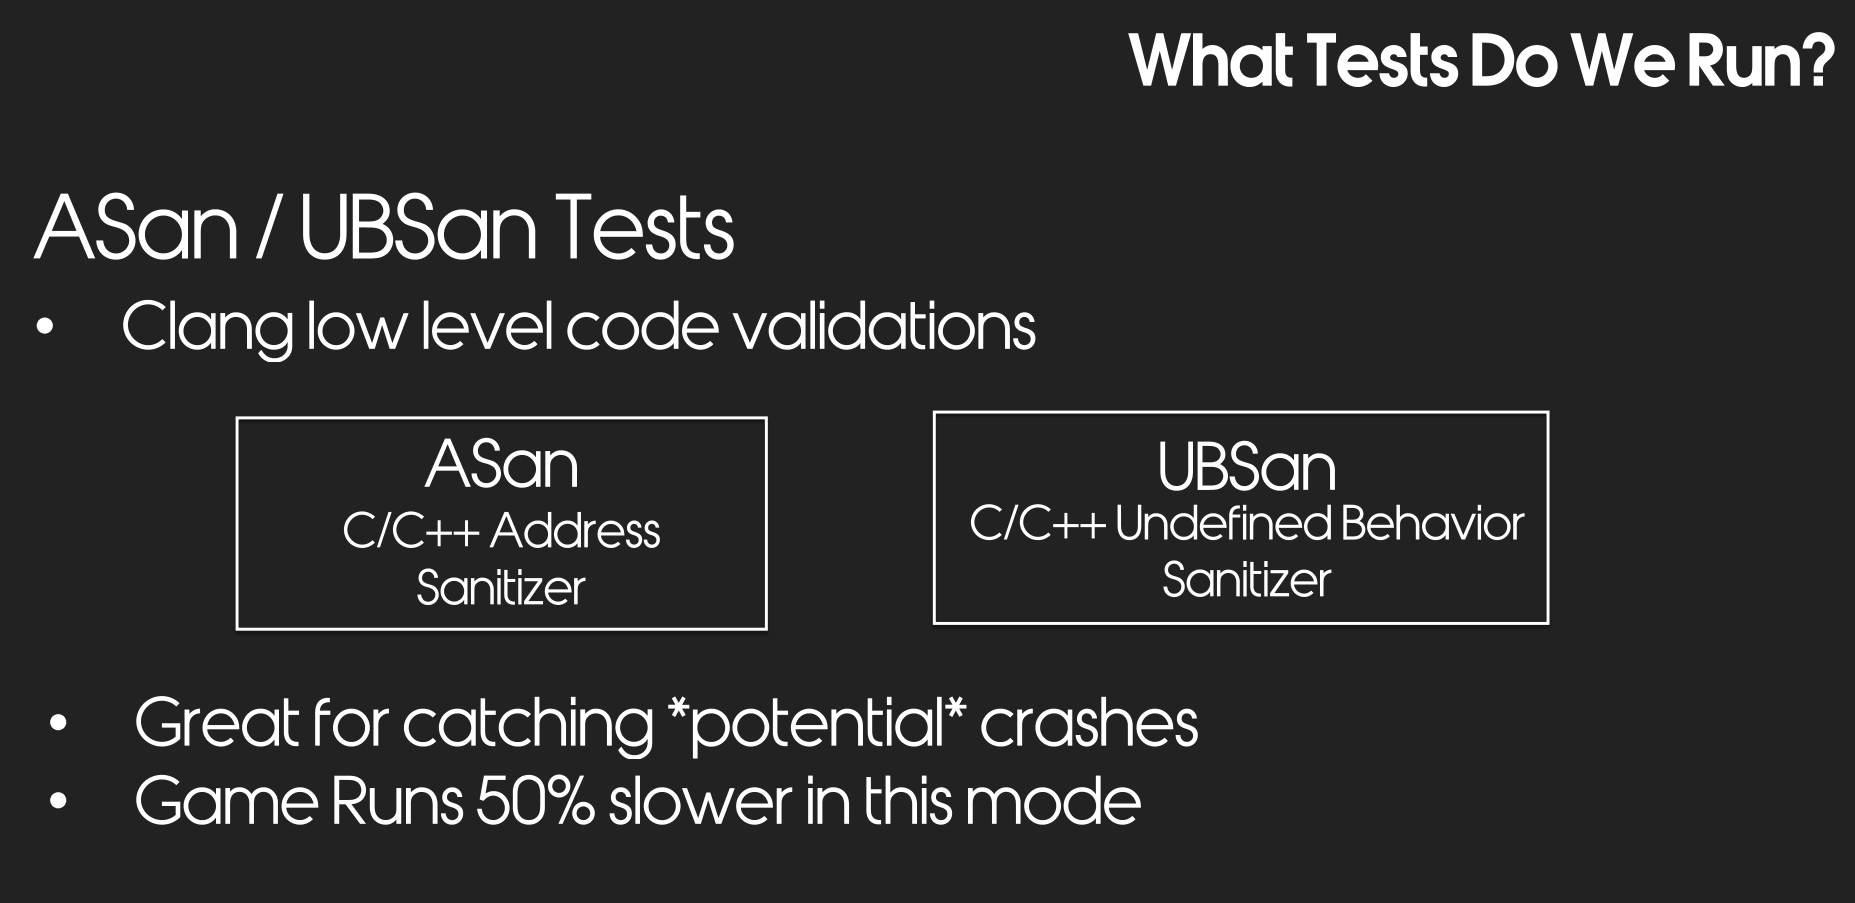 What Tests Do We Run?
ASan / UBSan Tests
• Clang low level code validations
ASan
C/C++ Address
Sanitizer
UBSan
C/C++ Undefined Behavior
Sanitizer
• Great for catching *potential* crashes
• Game Runs 50% slower in this mode